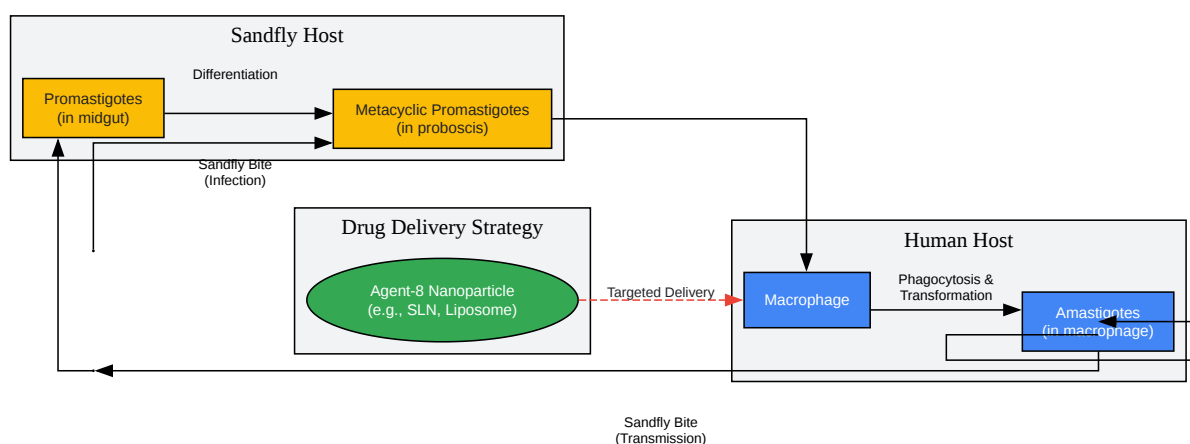 Sandfly Host
Differentiation
Promastigotes
(in midgut)
Metacyclic Promastigotes
(in proboscis)
Sandfly Bite
(Infection)
Drug Delivery Strategy
Agent-8 Nanoparticle
(e.g., SLN, Liposome)
Targeted Delivery
Human Host
Macrophage
Phagocytosis &
Transformation
Amastigotes
(in macrophage)
Sandfly Bite
(Transmission)